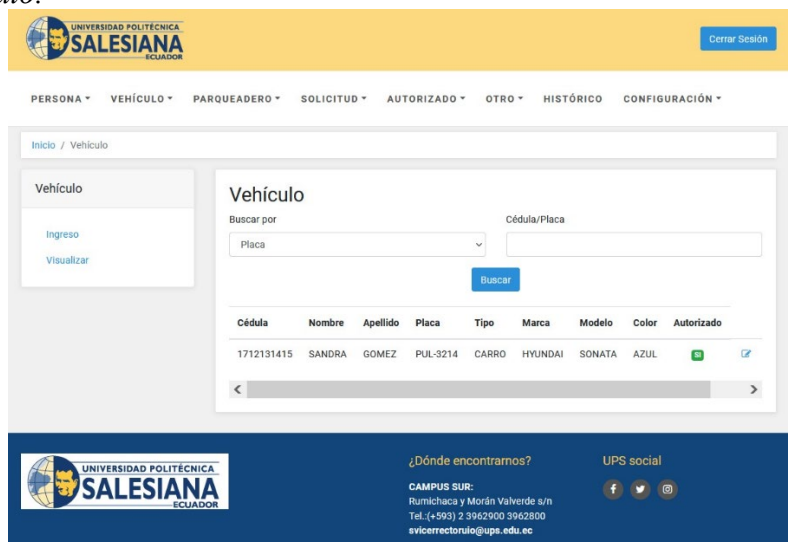 UNIVERSIDAD POLITÉCNICA
SALESIANA
ECUADOR
Cerrar Sesión
PERSONA VEHÍCULO PARQUEADERO SOLICITUD AUTORIZADO OTRO HISTÓRICO CONFIGURACIÓN
Inicio / Vehículo
Vehículo
Ingreso
Visualizar
Vehículo
Buscar por Cédula/Placa
Placa
Buscar
Cédula Nombre Apellido Placa Tipo Marca Modelo Color Autorizado
1712131415 SANDRA GOMEZ PUL-3214 CARRO HYUNDAI SONATA AZUL SI
UNIVERSIDAD POLITÉCNICA
SALESIANA
ECUADOR
¿Dónde encontrarnos?
CAMPUS SUR:
Rumichaca y Morán Valverde s/n
Tel.:(+593) 2 3962900 3962800
svicerrectoruio@ups.edu.ec
UPS social